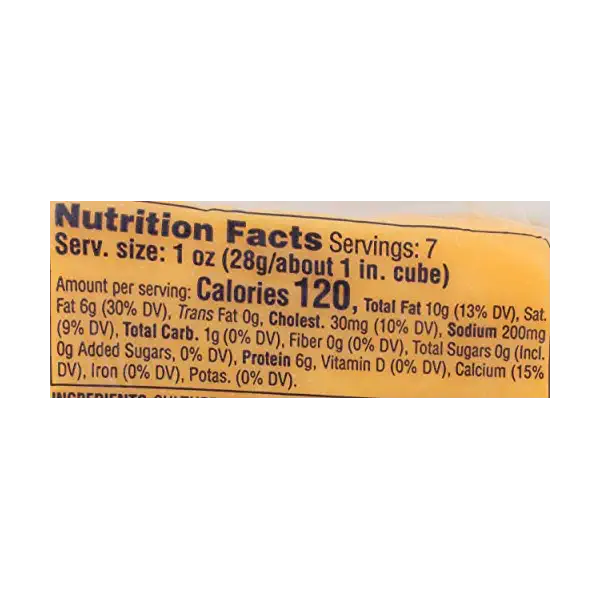 Nutrition Facts Servings: 7
Serv. size: 1 oz (28g/about 1 in. cube)
Amount per serving: Calories 120, Total Fat 10g (13% DV), Sat.
Fat 6g (30% DV), Trans Fat 0g, Cholest. 30mg (10% DV), Sodium 200mg
(9% DV), Total Carb. 1g (0% DV), Fiber 0g (0% DV), Total Sugars 0g (Incl.
0g Added Sugars, 0% DV), Protein 6g, Vitamin D (0% DV), Calcium (15%
DV), Iron (0% DV), Potas. (0% DV).